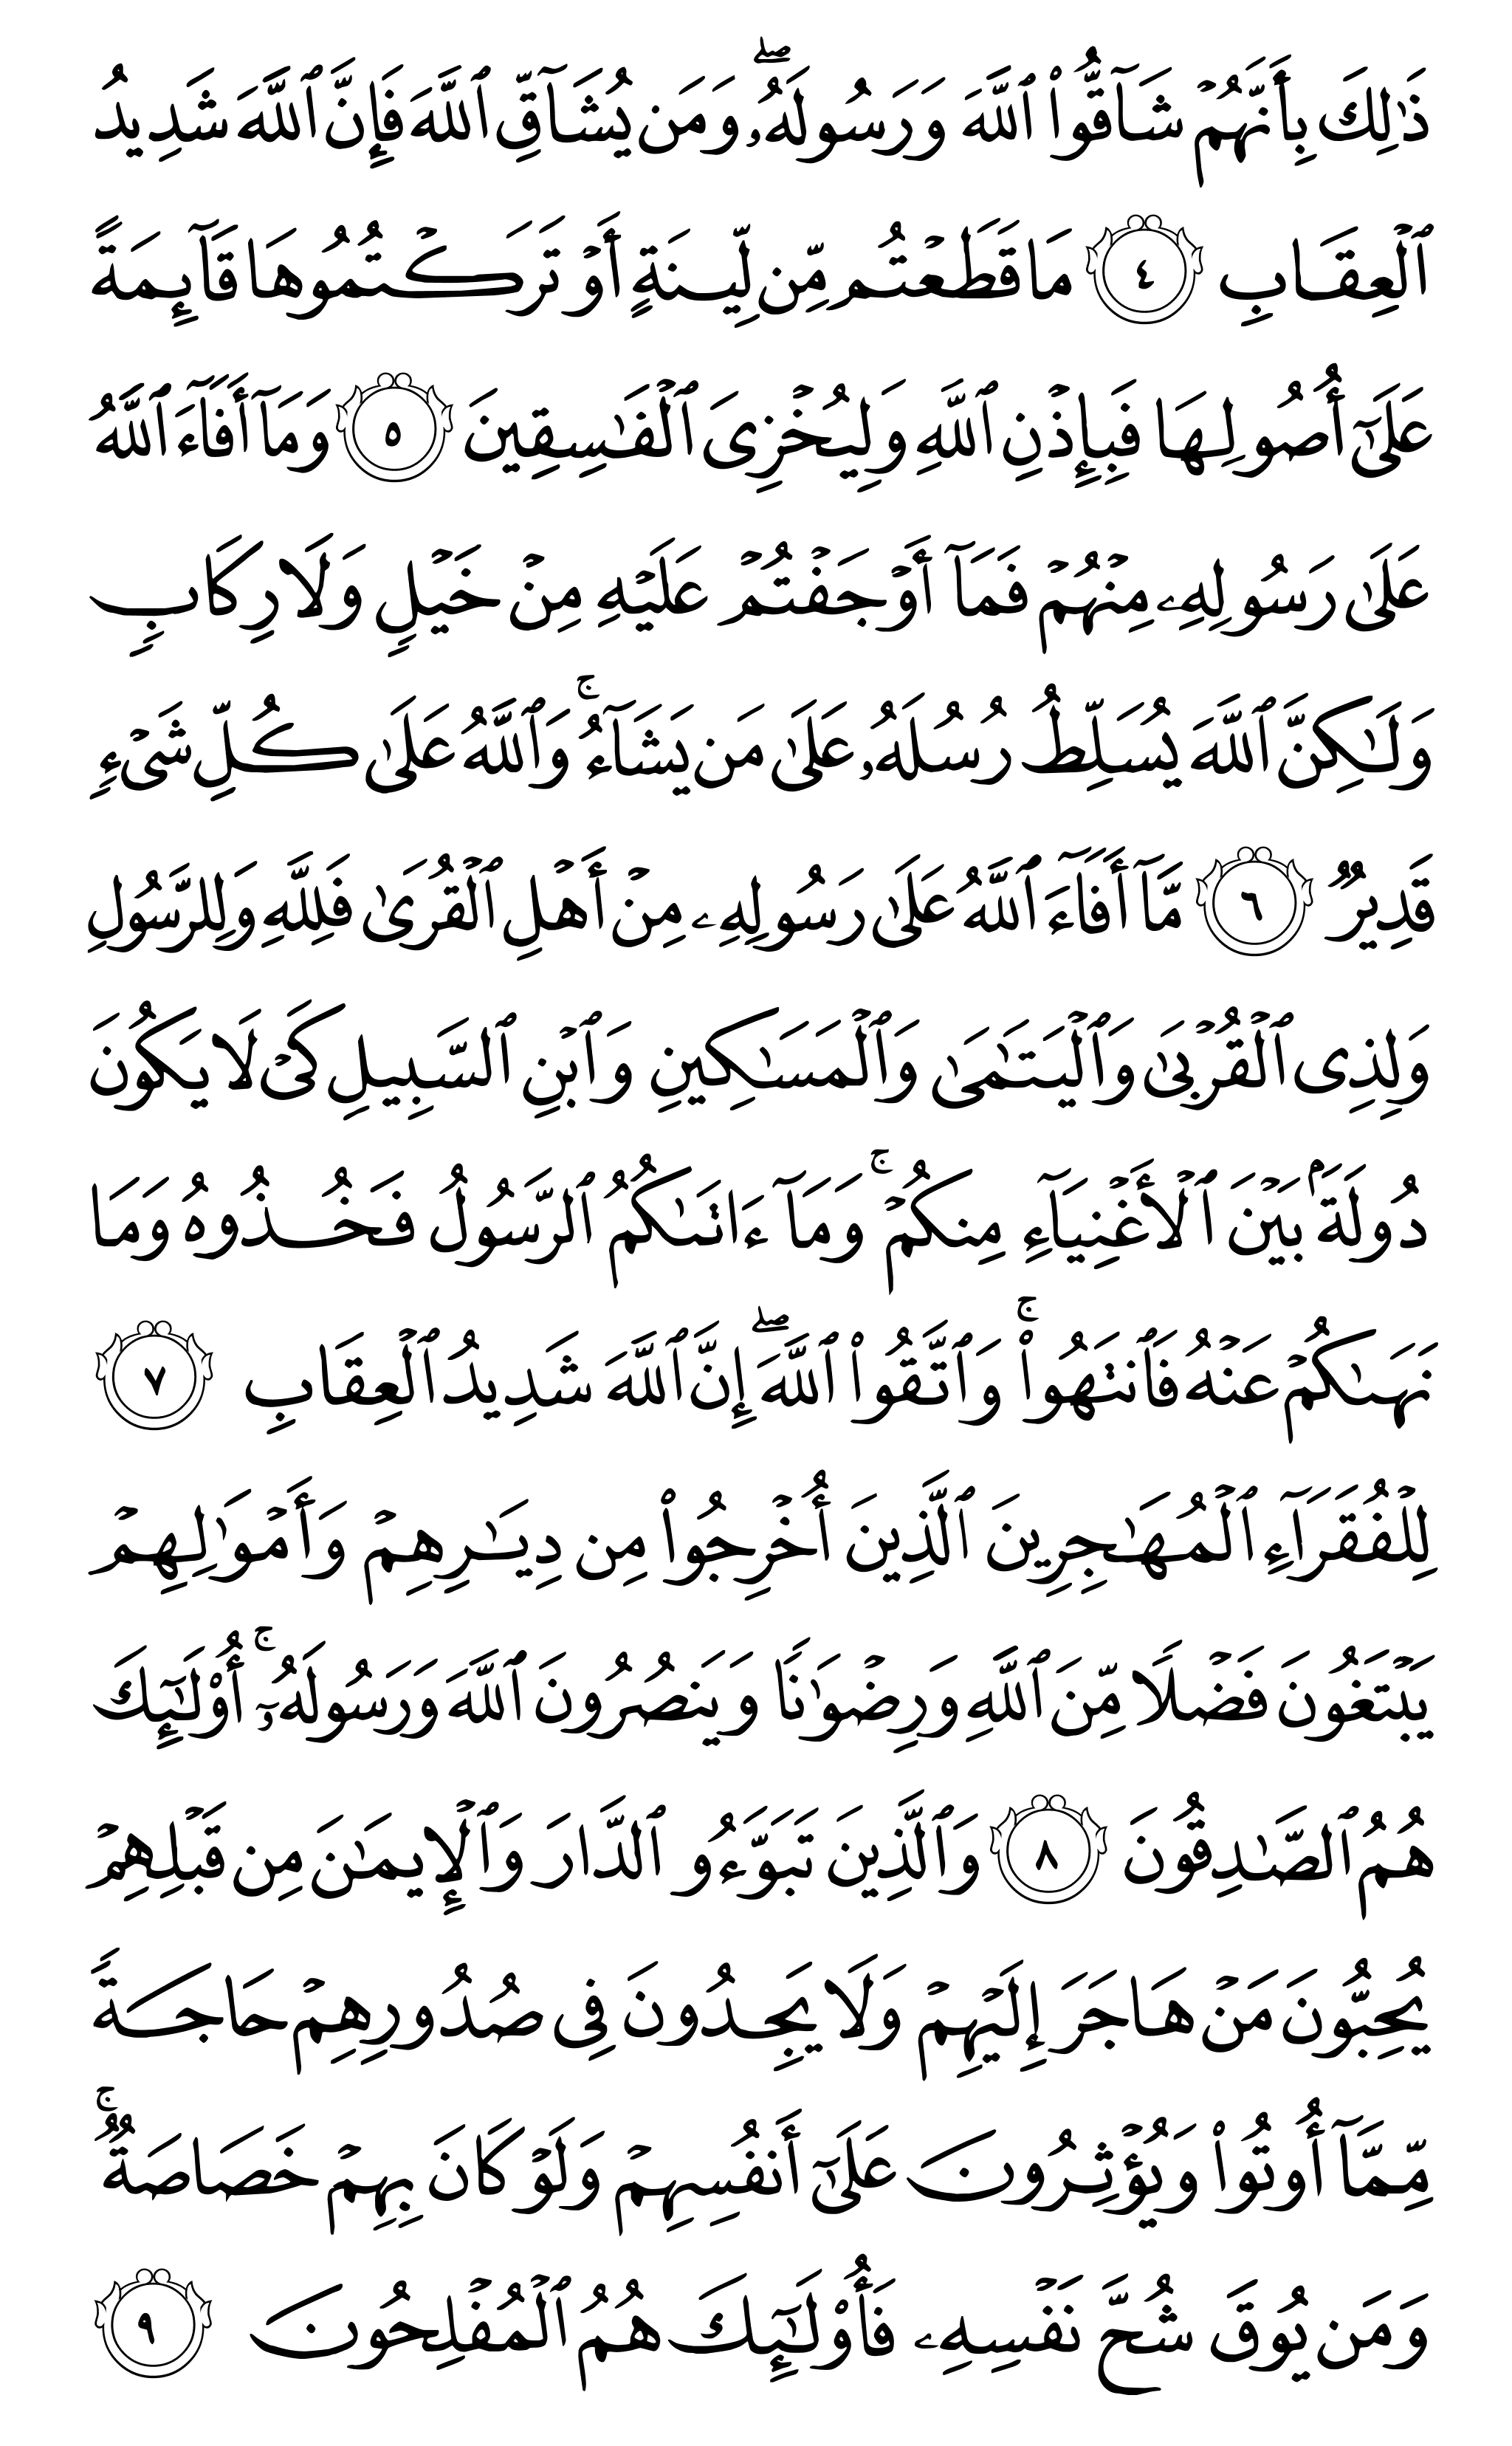 ذَٰلِكَ بِأَنَّهُمۡ شَآقُّواْ ٱللَّهَ وَرَسُولَهُۥۖ وَمَن يُشَآقِّ ٱللَّهَ فَإِنَّ ٱللَّهَ شَدِيدُ
ٱلۡعِقَابِ ٤ مَا قَطَعۡتُم مِّن لِّينَةٍ أَوۡ تَرَكۡتُمُوهَا قَآئِمَةً
عَلَىٰٓ أُصُولِهَا فَبِإِذۡنِ ٱللَّهِ وَلِيُخۡزِيَ ٱلۡفَٰسِقِينَ ٥ وَمَآ أَفَآءَ ٱللَّهُ
عَلَىٰ رَسُولِهِۦ مِنۡهُمۡ فَمَآ أَوۡجَفۡتُمۡ عَلَيۡهِ مِنۡ خَيۡلٖ وَلَا رِكَابٖ
وَلَٰكِنَّ ٱللَّهَ يُسَلِّطُ رُسُلَهُۥ عَلَىٰ مَن يَشَآءُۚ وَٱللَّهُ عَلَىٰ كُلِّ شَيۡءٖ
قَدِيرٞ ٦ مَّآ أَفَآءَ ٱللَّهُ عَلَىٰ رَسُولِهِۦ مِنۡ أَهۡلِ ٱلۡقُرَىٰ فَلِلَّهِ وَلِلرَّسُولِ
وَلِذِي ٱلۡقُرۡبَىٰ وَٱلۡيَتَٰمَىٰ وَٱلۡمَسَٰكِينِ وَٱبۡنِ ٱلسَّبِيلِ كَيۡ لَا يَكُونَ
دُولَةَۢ بَيۡنَ ٱلۡأَغۡنِيَآءِ مِنكُمۡۚ وَمَآ ءَاتَىٰكُمُ ٱلرَّسُولُ فَخُذُوهُ وَمَا
نَهَىٰكُمۡ عَنۡهُ فَٱنتَهُواْۚ وَٱتَّقُواْ ٱللَّهَۖ إِنَّ ٱللَّهَ شَدِيدُ ٱلۡعِقَابِ ٧
لِلۡفُقَرَآءِ ٱلۡمُهَٰجِرِينَ ٱلَّذِينَ أُخۡرِجُواْ مِن دِيَٰرِهِمۡ وَأَمۡوَٰلِهِمۡ
يَبۡتَغُونَ فَضۡلٗا مِّنَ ٱللَّهِ وَرِضۡوَٰنٗا وَيَنصُرُونَ ٱللَّهَ وَرَسُولَهُۥٓۚ أُوْلَٰٓئِكَ
هُمُ ٱلصَّٰدِقُونَ ٨ وَٱلَّذِينَ تَبَوَّءُو ٱلدَّارَ وَٱلۡإِيمَٰنَ مِن قَبۡلِهِمۡ
يُحِبُّونَ مَنۡ هَاجَرَ إِلَيۡهِمۡ وَلَا يَجِدُونَ فِي صُدُورِهِمۡ حَاجَةٗ
مِّمَّآ أُوتُواْ وَيُؤۡثِرُونَ عَلَىٰٓ أَنفُسِهِمۡ وَلَوۡ كَانَ بِهِمۡ خَصَاصَةٞۚ
وَمَن يُوقَ شُحَّ نَفۡسِهِۦ فَأُوْلَٰٓئِكَ هُمُ ٱلۡمُفۡلِحُونَ ٩